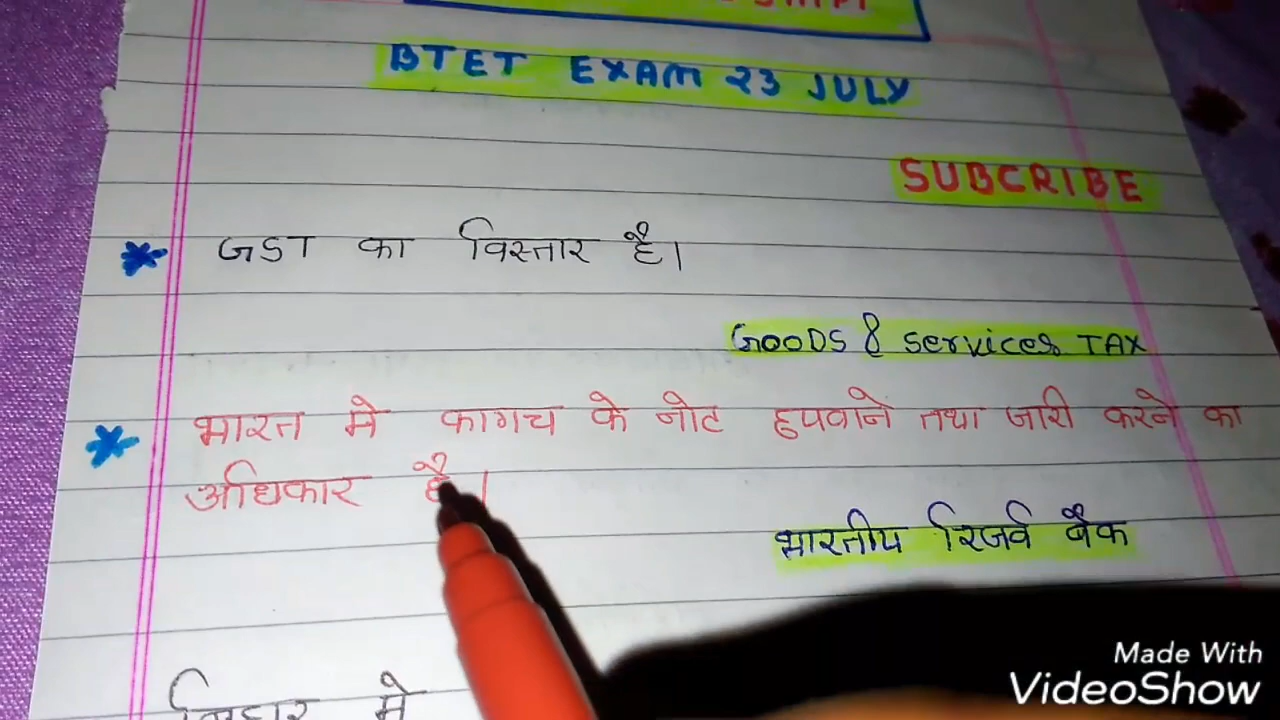 BTET EXAM 23 JULY
SUBCRIBE
GST का विस्तार है।
GOODS & Services TAX
भारत मे कागच के नोट छपवाने तथा जारी करने का
अधिकार है।
भारतीय रिजर्व बैक
बिहार मे
Made With
VideoShow